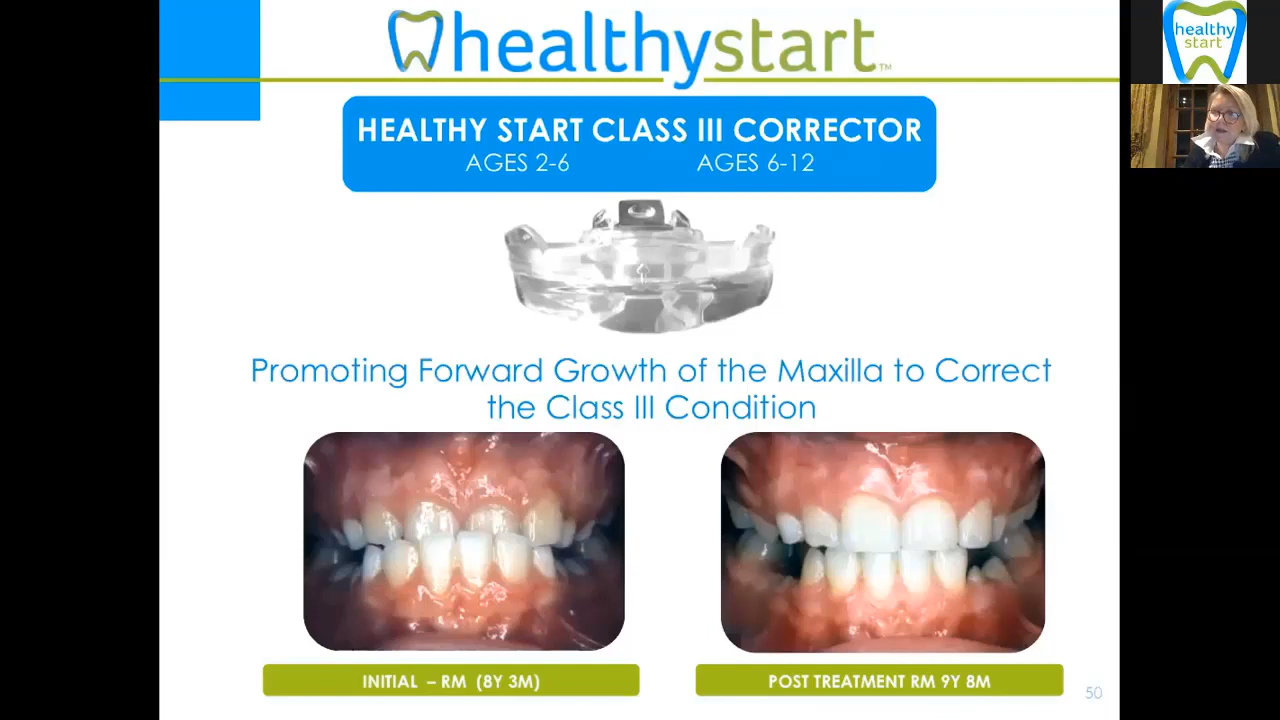 healthystart™
healthy
start
HEALTHY START CLASS III CORRECTOR
AGES 2-6 AGES 6-12
Promoting Forward Growth of the Maxilla to Correct
the Class III Condition
INITIAL – RM (8Y 3M)
POST TREATMENT RM 9Y 8M
50